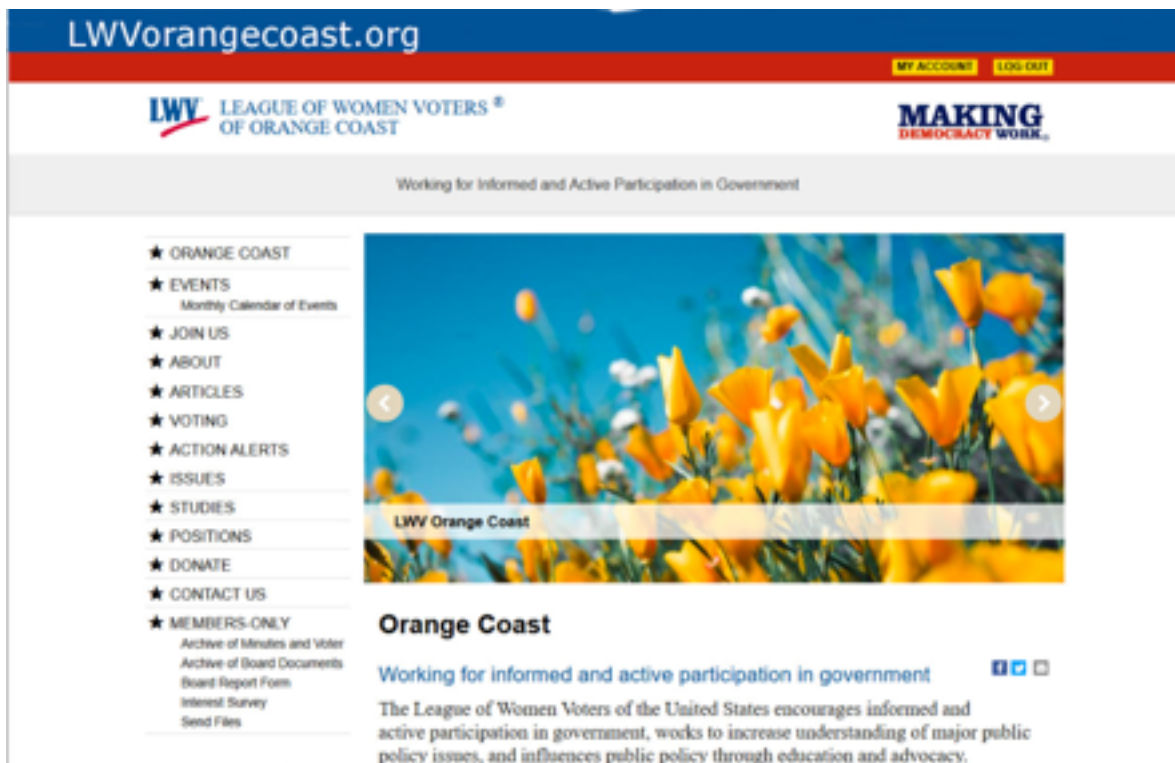 LWVorangecoast.org
MY ACCOUNT LOG OUT
LWV LEAGUE OF WOMEN VOTERS ®
OF ORANGE COAST
MAKING
DEMOCRACY WORK®
Working for Informed and Active Participation in Government
ORANGE COAST
EVENTS
Monthly Calendar of Events
JOIN US
ABOUT
ARTICLES
VOTING
ACTION ALERTS
ISSUES
STUDIES
POSITIONS
DONATE
CONTACT US
MEMBERS-ONLY
Archive of Minutes and Voter
Archive of Board Documents
Board Report Form
Interest Survey
Send Files
LWV Orange Coast
Orange Coast
Working for informed and active participation in government
The League of Women Voters of the United States encourages informed and
active participation in government, works to increase understanding of major public
policy issues, and influences public policy through education and advocacy.